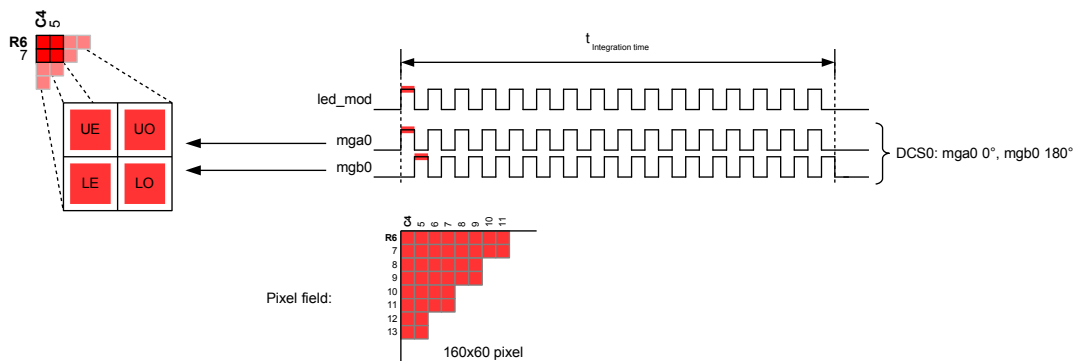 C4 5
R6
7
t Integration time
led_mod
UE UO
mga0
DCS0: mga0 0°, mgb0 180°
mgb0
LE LO
C4 5 6 7 8 9 10 11
R6
7
8
9
Pixel field:
10
11
12
13
160x60 pixel